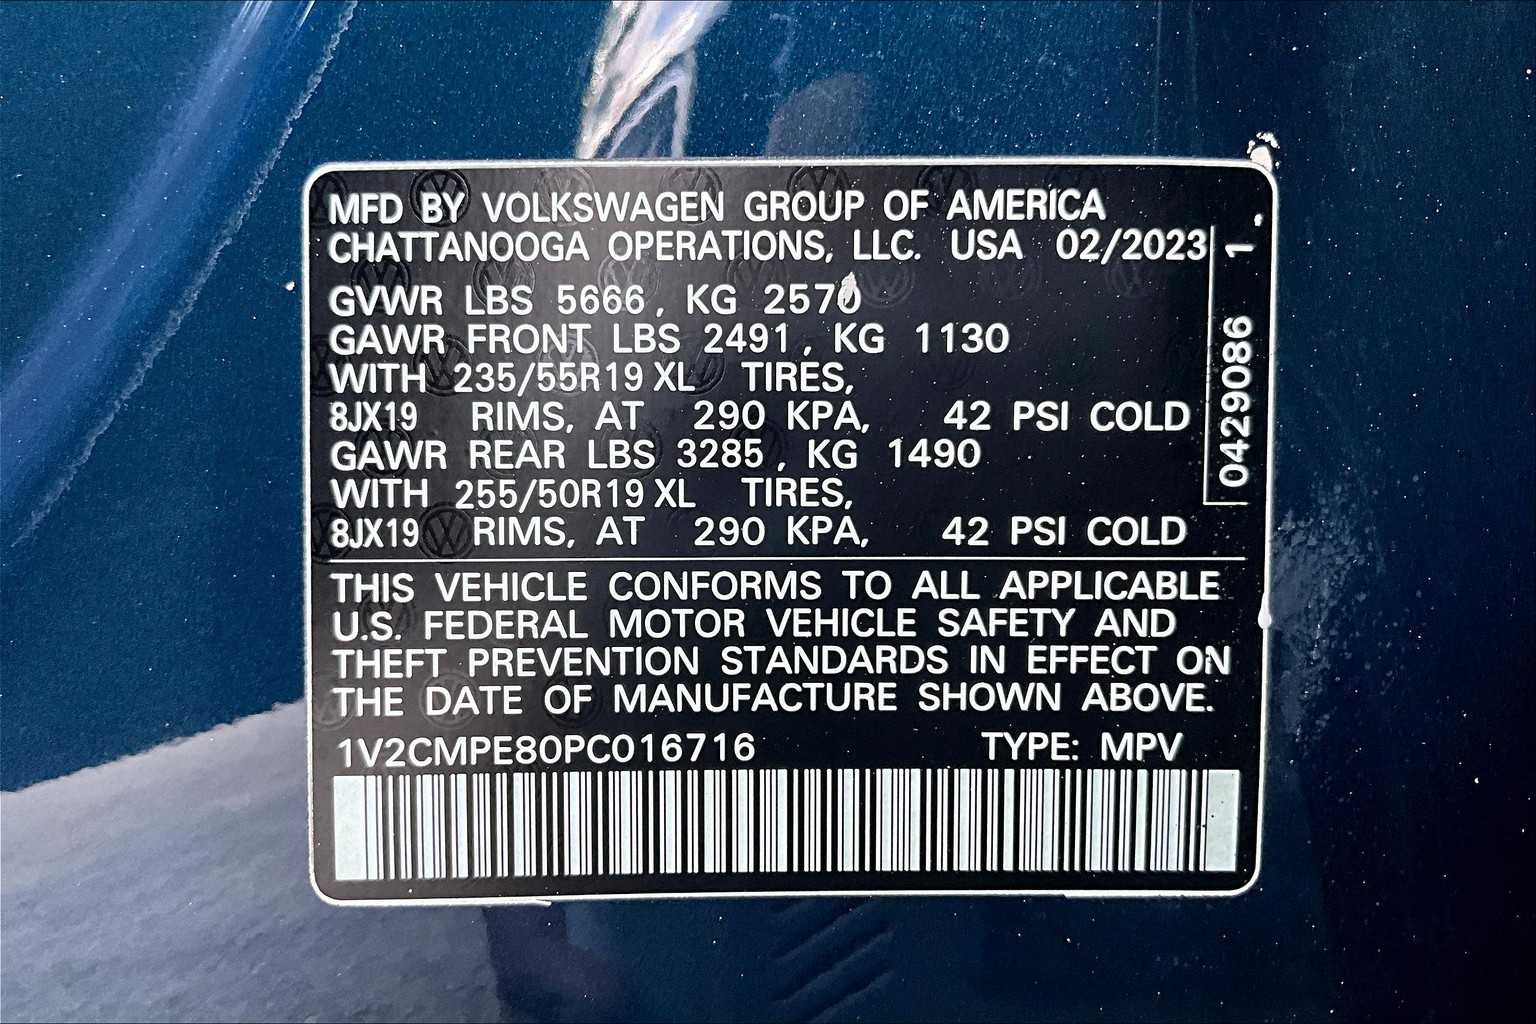 MFD BY VOLKSWAGEN GROUP OF AMERICA
CHATTANOOGA OPERATIONS, LLC. USA 02/2023
GVWR LBS 5666, KG 2570
GAWR FRONT LBS 2491, KG 1130
WITH 235/55R19 XL TIRES,
8JX19 RIMS, AT 290 KPA, 42 PSI COLD
GAWR REAR LBS 3285, KG 1490
WITH 255/50R19 XL TIRES,
8JX19 RIMS, AT 290 KPA, 42 PSI COLD
0429086 1.
THIS VEHICLE CONFORMS TO ALL APPLICABLE
U.S. FEDERAL MOTOR VEHICLE SAFETY AND
THEFT PREVENTION STANDARDS IN EFFECT ON
THE DATE OF MANUFACTURE SHOWN ABOVE.
1V2CMPE80PC016716 TYPE: MPV